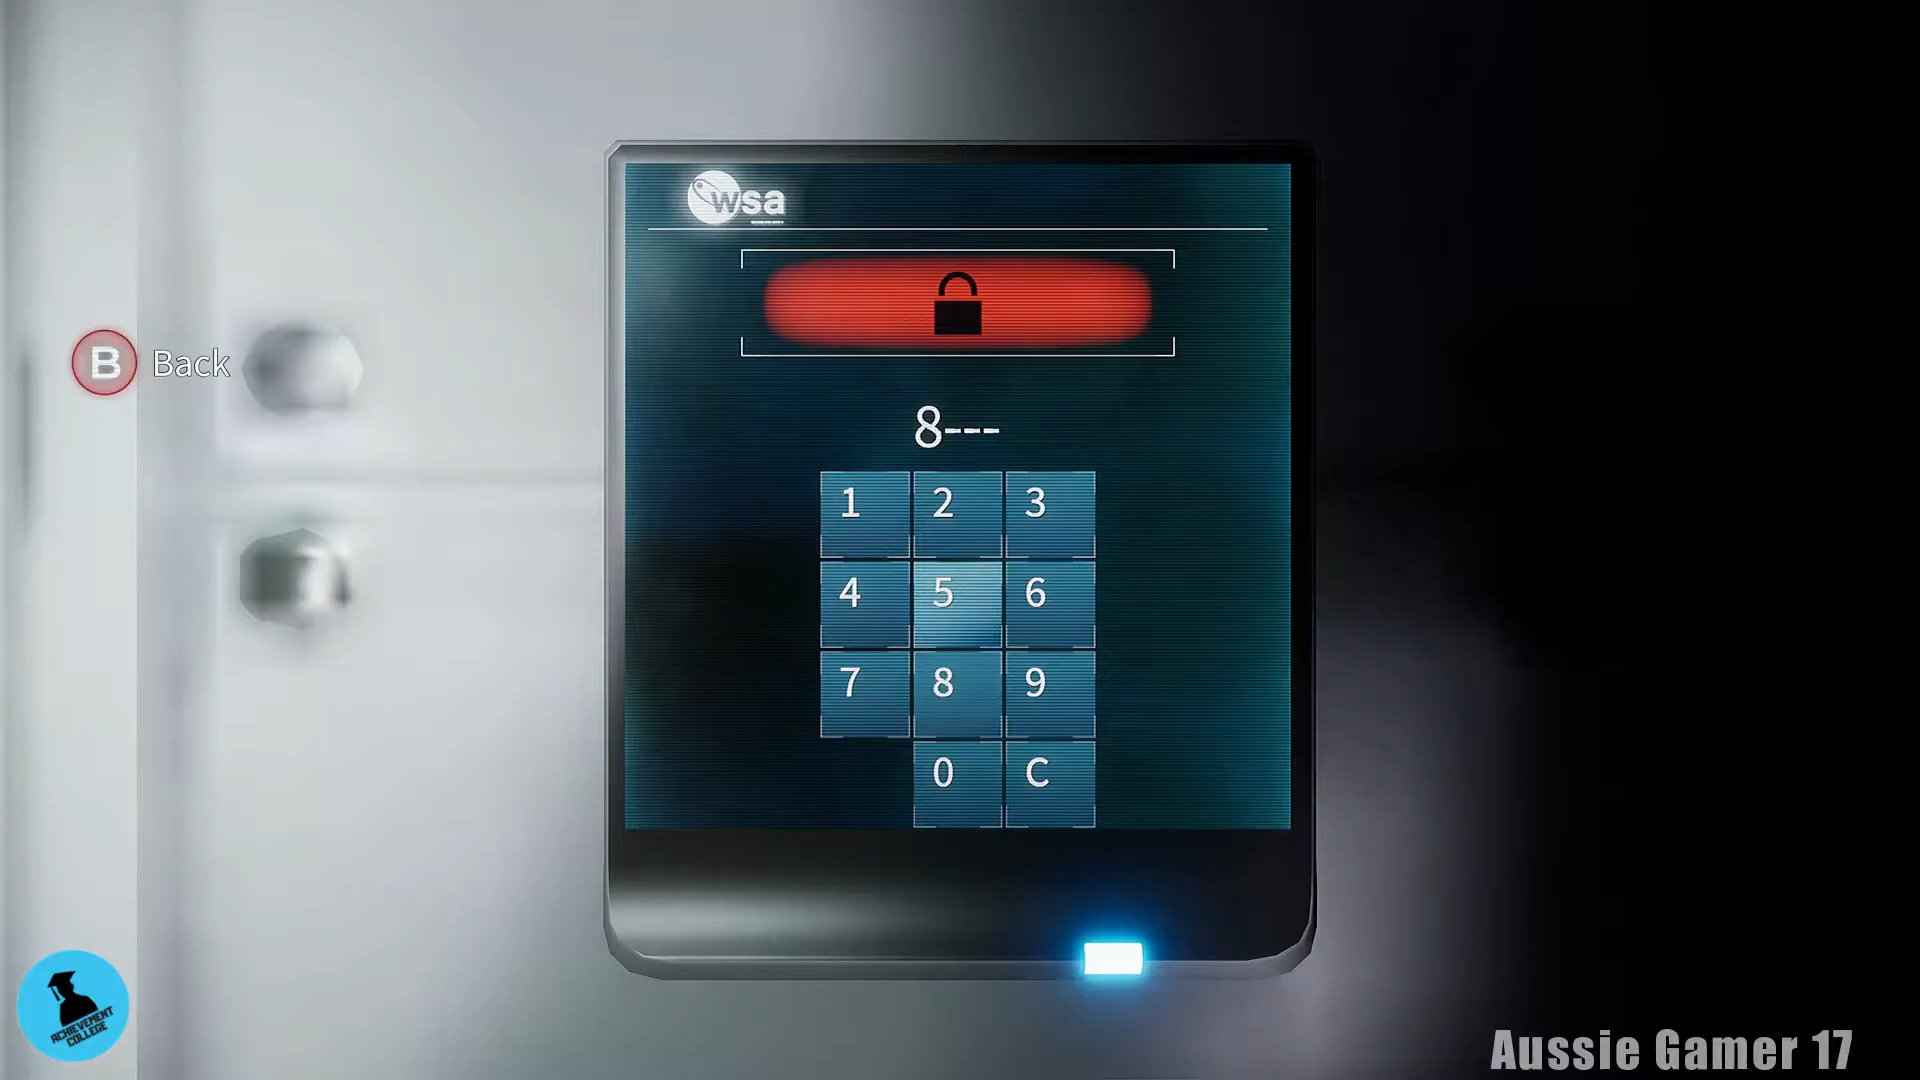 wsa
B Back
8---
1 2 3
4 5 6
7 8 9
0 C
ACHIEVEMENT
COLLEGE
Aussie Gamer 17